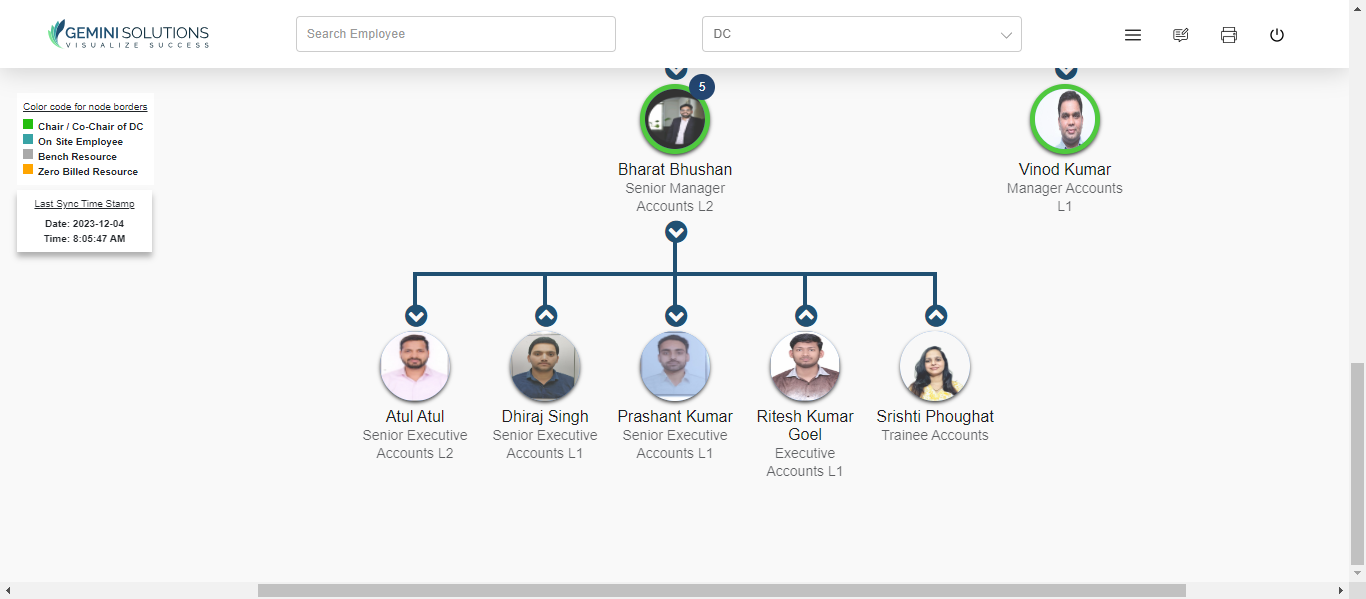 GEMINI SOLUTIONS
VISUALIZE SUCCESS
Search Employee
DC
Color code for node borders
Chair / Co-Chair of DC
On Site Employee
Bench Resource
Zero Billed Resource
Last Sync Time Stamp
Date: 2023-12-04
Time: 8:05:47 AM
5
Bharat Bhushan
Senior Manager
Accounts L2
Vinod Kumar
Manager Accounts
L1
Atul Atul
Senior Executive
Accounts L2
Dhiraj Singh
Senior Executive
Accounts L1
Prashant Kumar
Senior Executive
Accounts L1
Ritesh Kumar
Goel
Executive
Accounts L1
Srishti Phoughat
Trainee Accounts